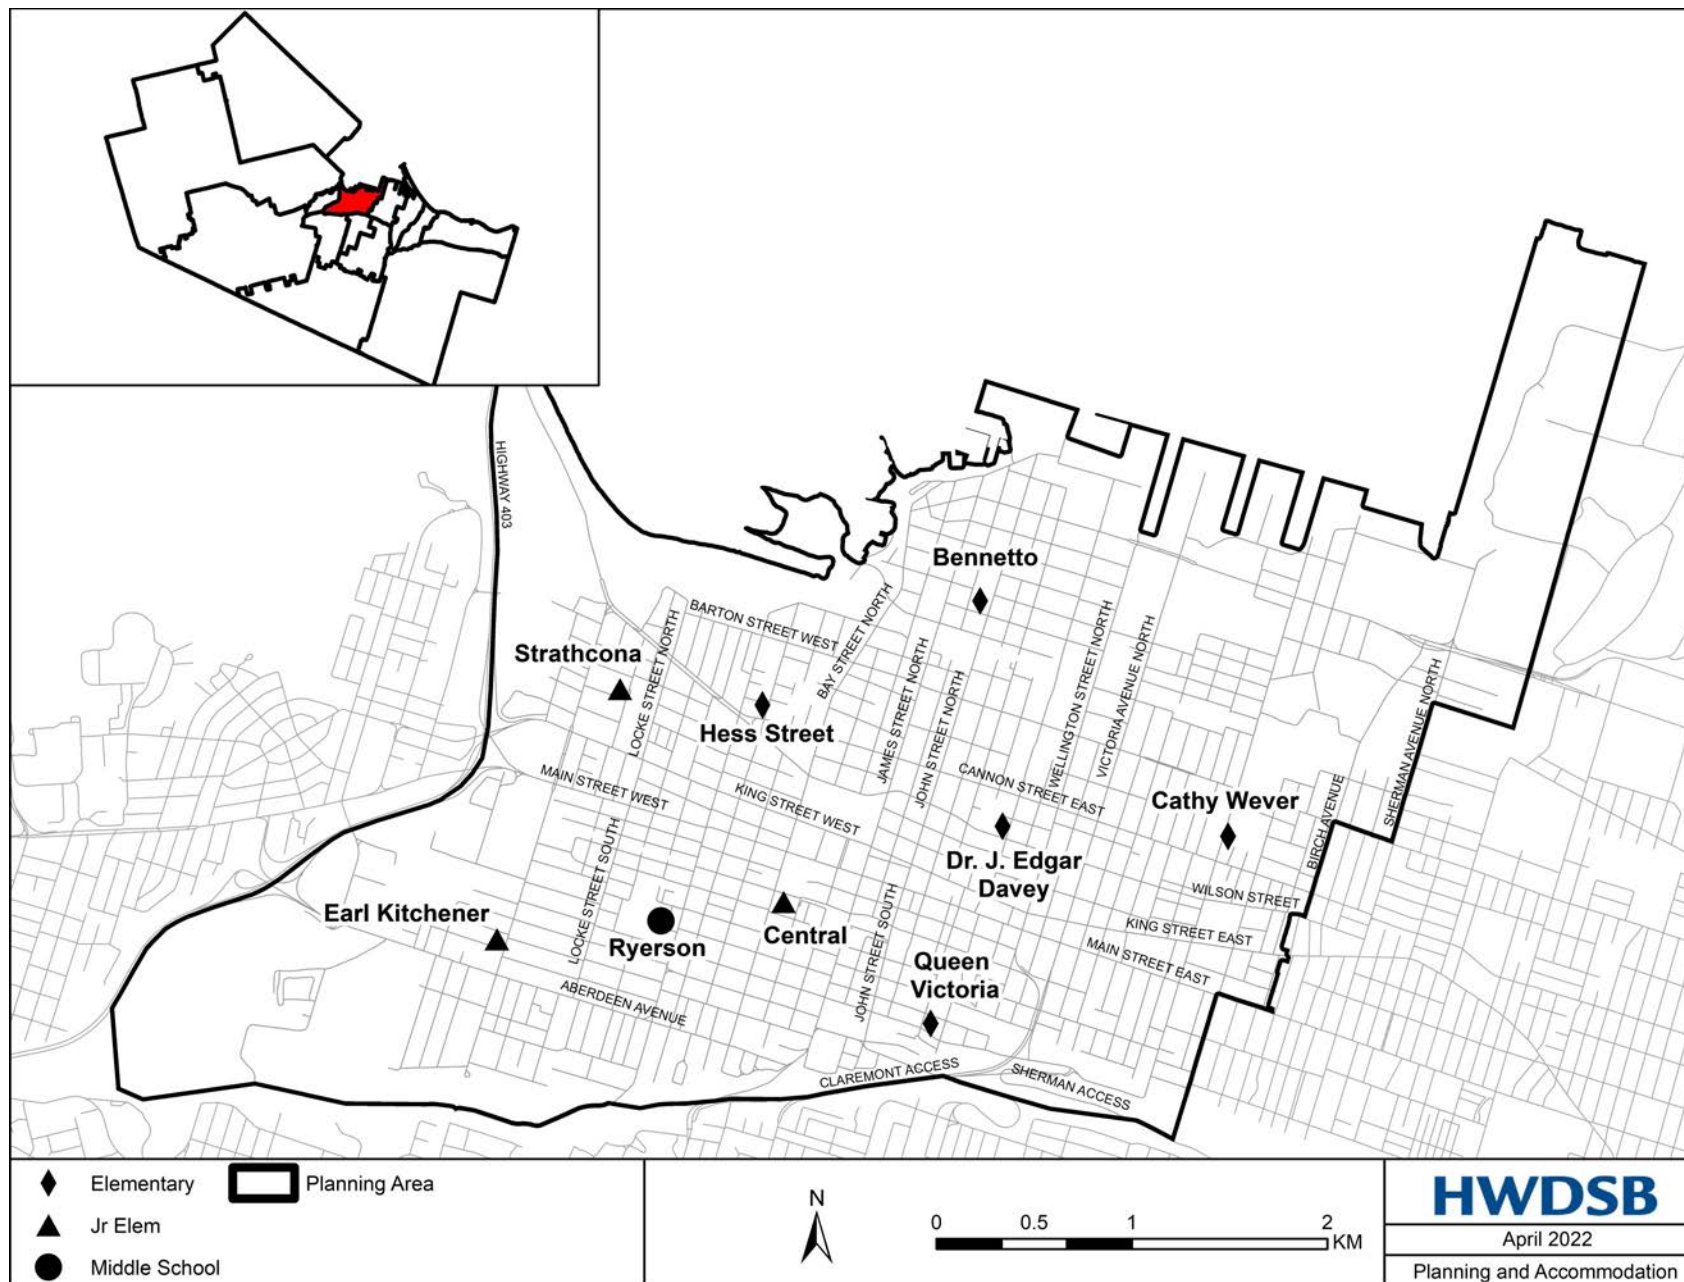 HIGHWAY 403
Bennetto
BARTON STREET WEST
BAY STREET NORTH
LOCKE STREET NORTH
Strathcona
Hess Street
JAMES STREET NORTH
JOHN STREET NORTH
WELLINGTON STREET NORTH
VICTORIA AVENUE NORTH
SHERMAN AVENUE NORTH
MAIN STREET WEST
KING STREET WEST
CANNON STREET EAST
Cathy Wever
BIRCH AVENUE
Dr. J. Edgar
Davey
LOCKE STREET SOUTH
WILSON STREET
Earl Kitchener
Ryerson
Central
JOHN STREET SOUTH
KING STREET EAST
MAIN STREET EAST
Queen
Victoria
ABERDEEN AVENUE
CLAREMONT ACCESS
SHERMAN ACCESS
Elementary
Planning Area
Jr Elem
Middle School
N
0 0.5 1 2
KM
HWDSB
April 2022
Planning and Accommodation